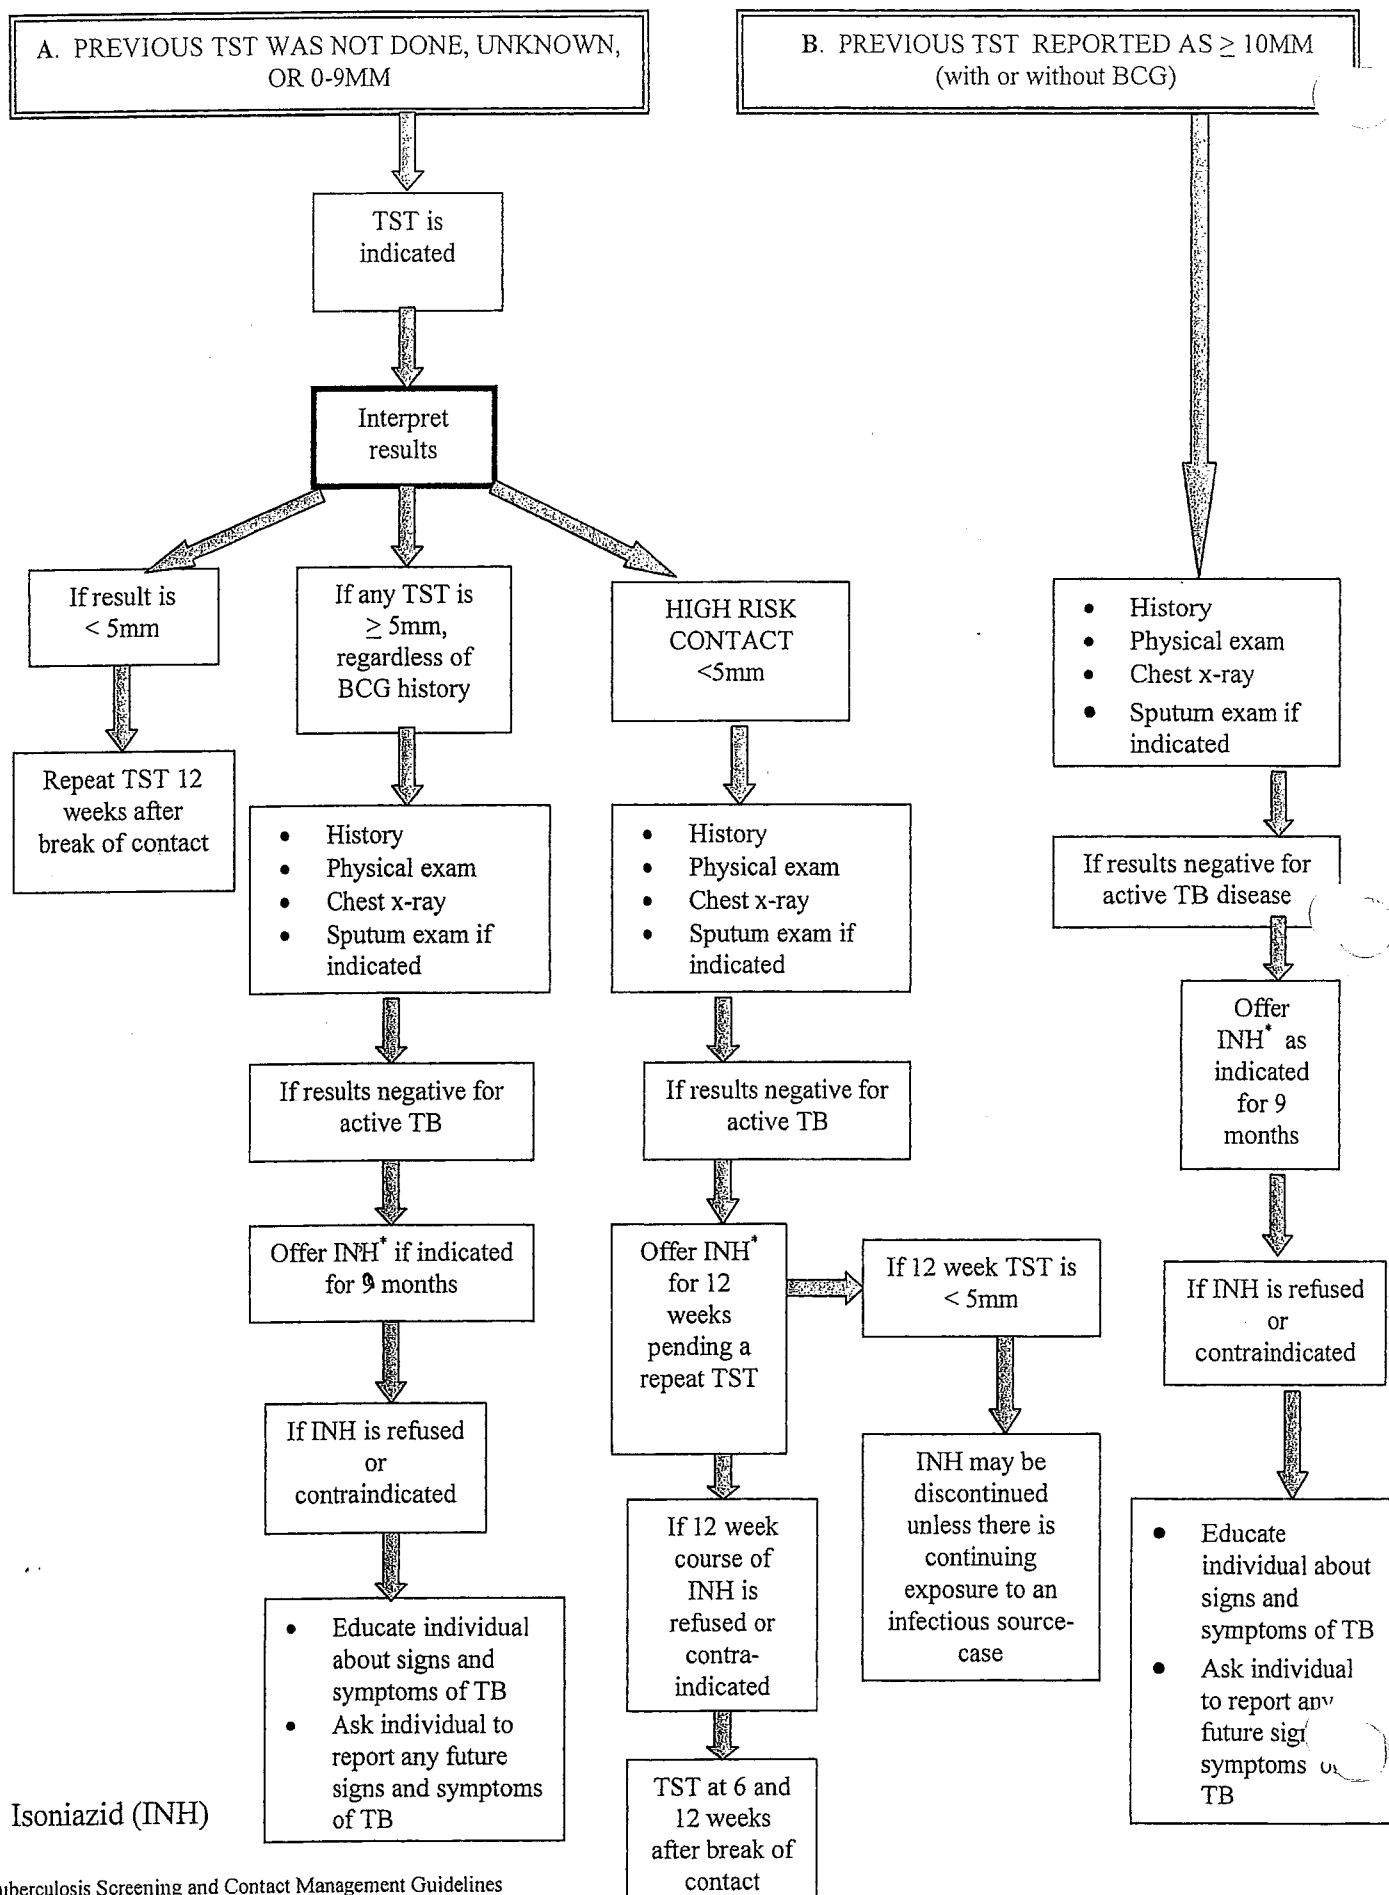 A. PREVIOUS TST WAS NOT DONE, UNKNOWN,
OR 0-9MM
TST is
indicated
Interpret
results
If result is
< 5mm
Repeat TST 12
weeks after
break of contact
If any TST is
≥ 5mm,
regardless of
BCG history
• History
• Physical exam
• Chest x-ray
• Sputum exam if
indicated
If results negative for
active TB
Offer INH* if indicated
for 9 months
If INH is refused
or
contraindicated
• Educate individual
about signs and
symptoms of TB
• Ask individual to
report any future
signs and symptoms
of TB
HIGH RISK
CONTACT
<5mm
• History
• Physical exam
• Chest x-ray
• Sputum exam if
indicated
If results negative for
active TB
Offer INH*
for 12
weeks
pending a
repeat TST
If 12 week
course of
INH is
refused or
contra-
indicated
TST at 6 and
12 weeks
after break of
contact
If 12 week TST is
< 5mm
INH may be
discontinued
unless there is
continuing
exposure to an
infectious source-
case
B. PREVIOUS TST REPORTED AS ≥ 10MM
(with or without BCG)
• History
• Physical exam
• Chest x-ray
• Sputum exam if
indicated
If results negative for
active TB disease
Offer
INH* as
indicated
for 9
months
If INH is refused
or
contraindicated
• Educate
individual about
signs and
symptoms of TB
• Ask individual
to report any
future
symptoms
TB
Isoniazid (INH)
uberculosis Screening and Contact Management Guidelines